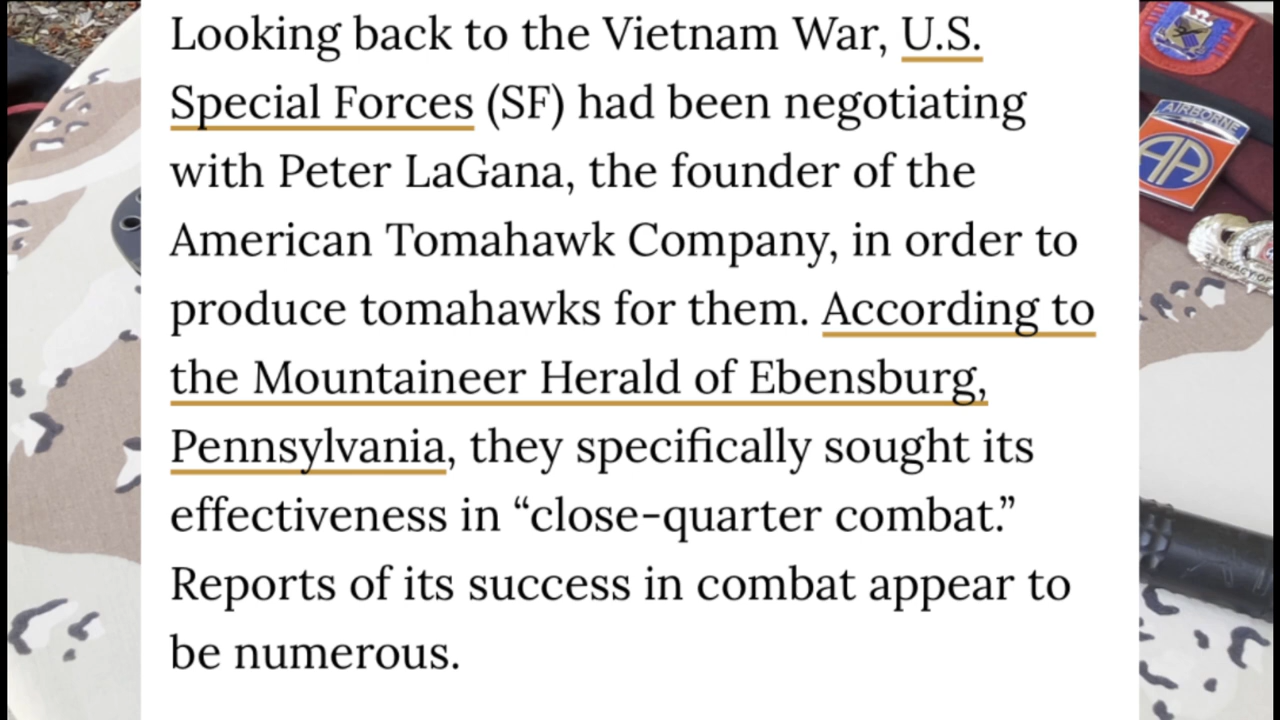 Looking back to the Vietnam War, U.S.
Special Forces (SF) had been negotiating
with Peter LaGana, the founder of the
American Tomahawk Company, in order to
produce tomahawks for them. According to
the Mountaineer Herald of Ebensburg,
Pennsylvania, they specifically sought its
effectiveness in “close-quarter combat.”
Reports of its success in combat appear to
be numerous.
AIRBORNE
AA
LEGACY OF